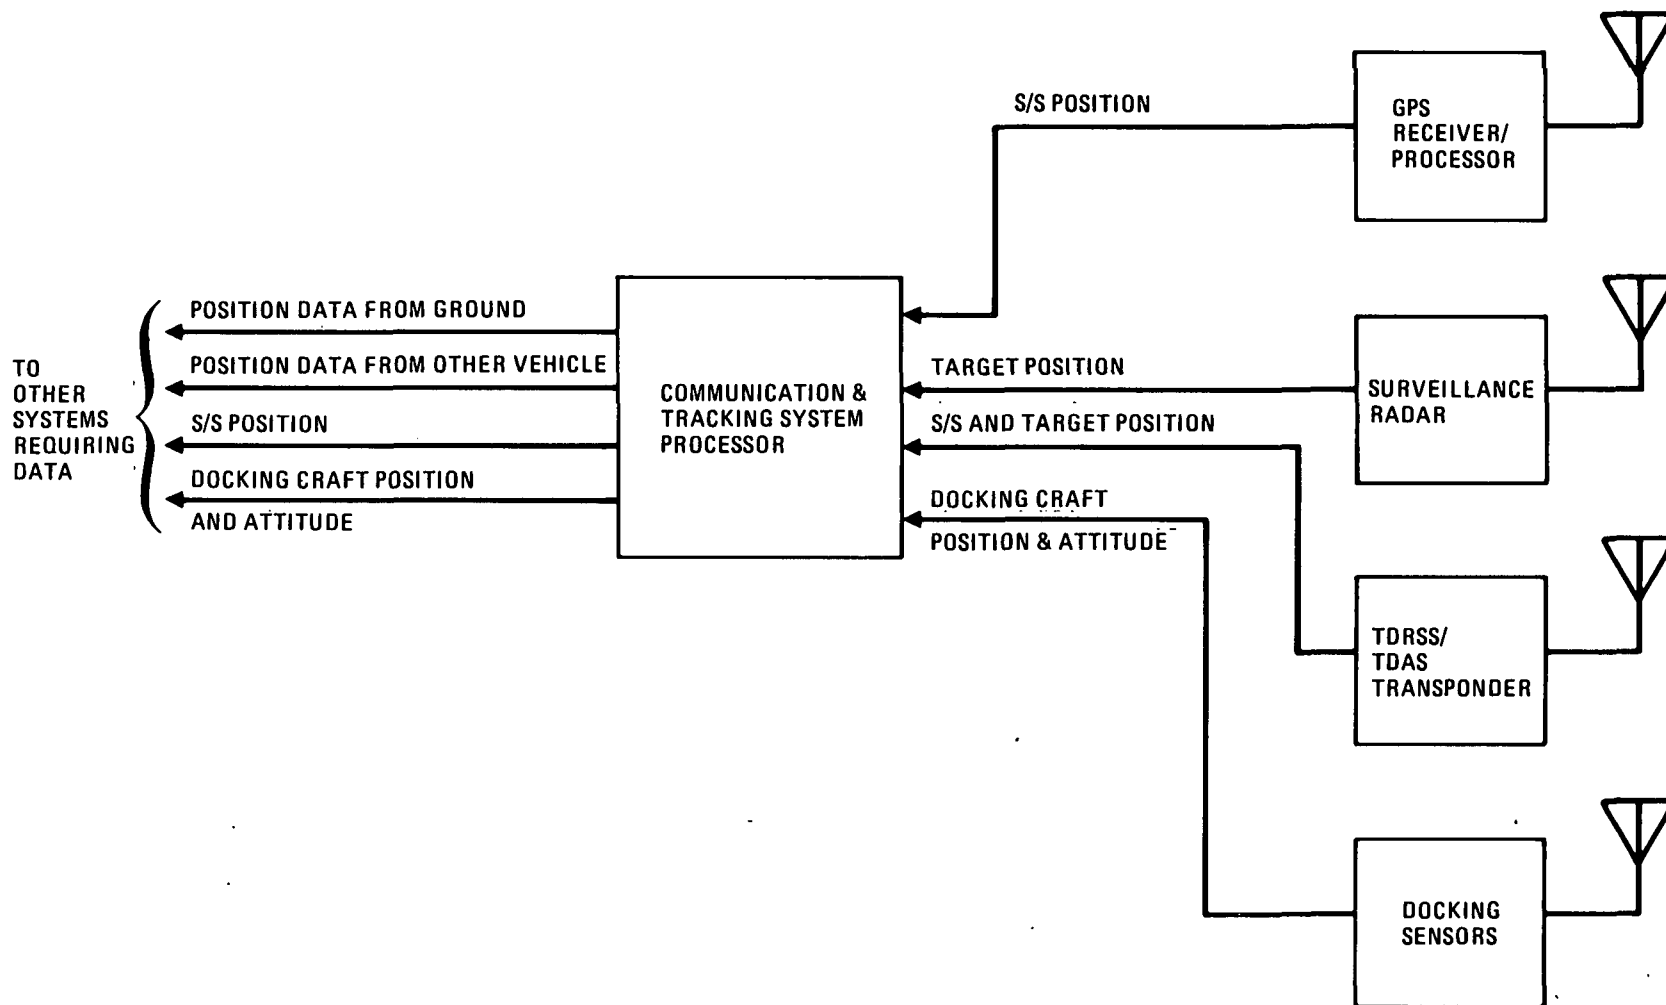 S/S POSITION
GPS
RECEIVER/
PROCESSOR
TO
OTHER
SYSTEMS
REQUIRING
DATA
POSITION DATA FROM GROUND
POSITION DATA FROM OTHER VEHICLE
S/S POSITION
DOCKING CRAFT POSITION
AND ATTITUDE
COMMUNICATION &
TRACKING SYSTEM
PROCESSOR
TARGET POSITION
S/S AND TARGET POSITION
DOCKING CRAFT
POSITION & ATTITUDE
SURVEILLANCE
RADAR
TDRSS/
TDAS
TRANSPONDER
DOCKING
SENSORS